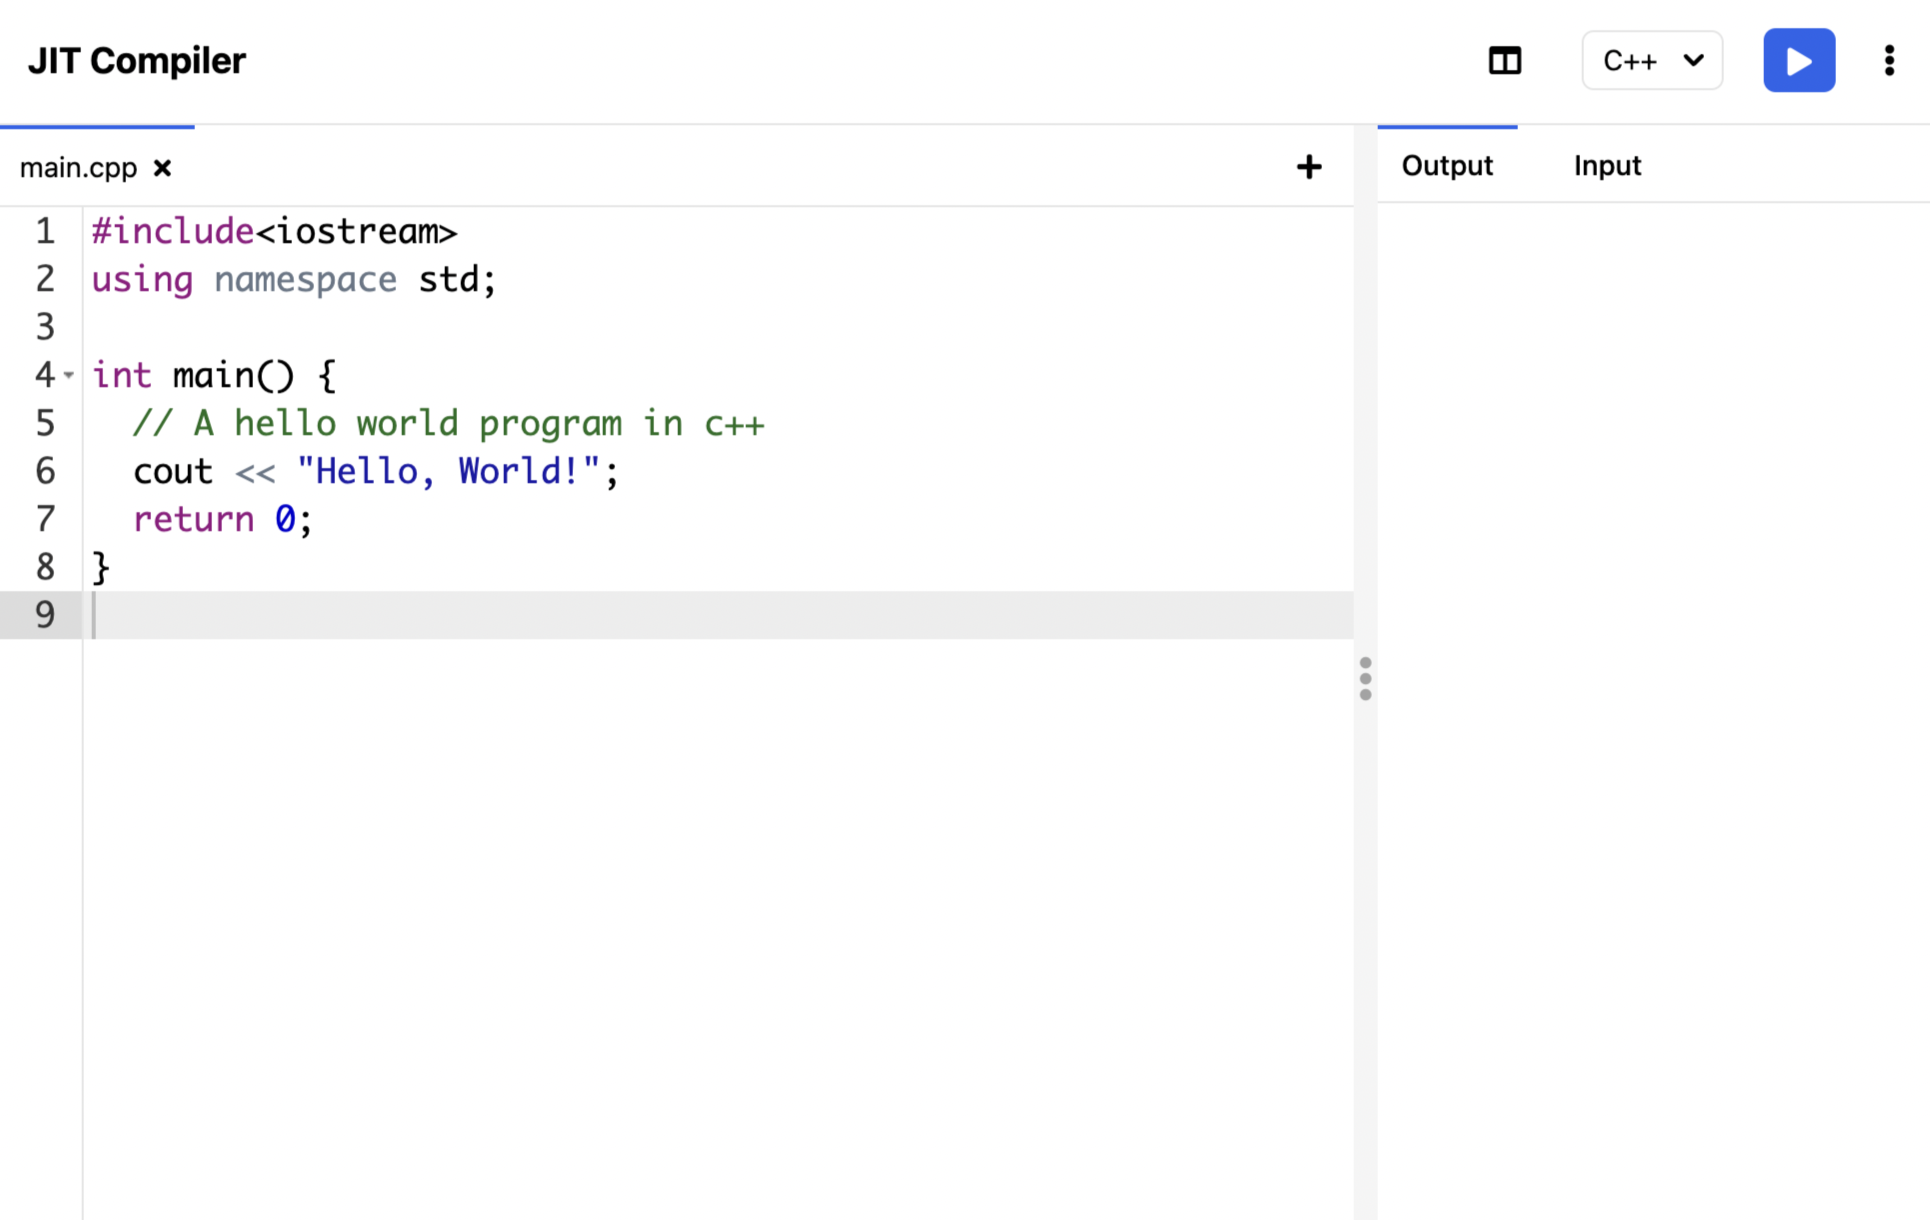 JIT Compiler
C++
main.cpp
Output Input
1 #include<iostream>
2 using namespace std;
3
4 int main() {
5   // A hello world program in c++
6   cout << "Hello, World!";
7   return 0;
8 }
9